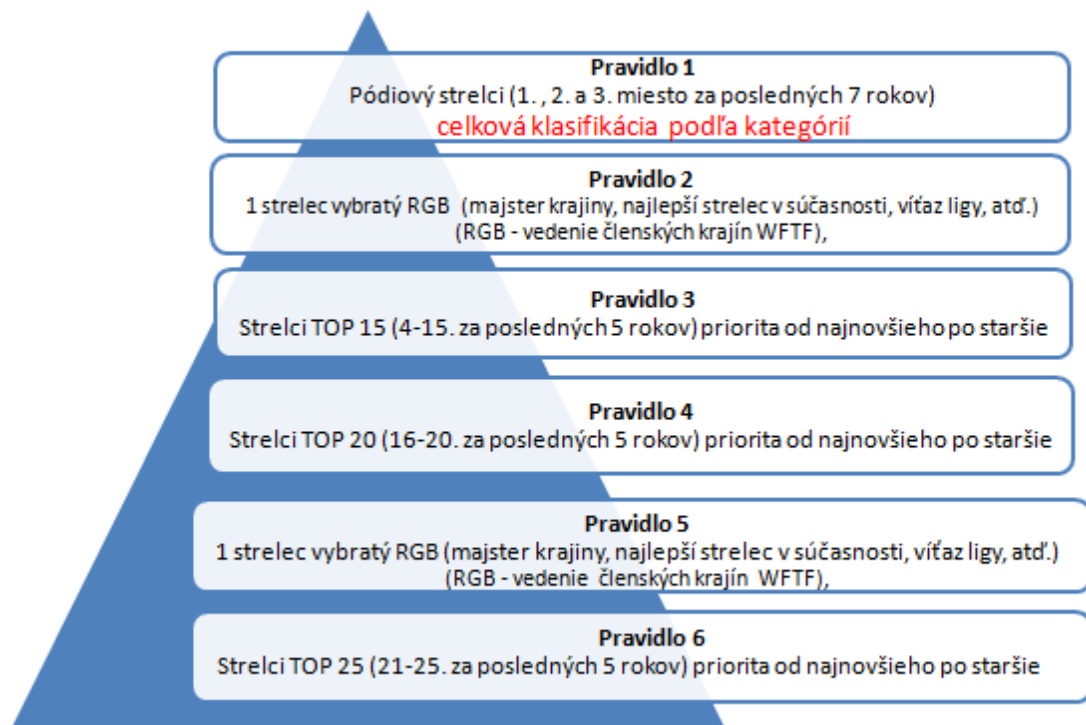 Pravidlo 1
Pódiový strelci (1. , 2. a 3. miesto za posledných 7 rokov)
celková klasifikácia podľa kategórií
Pravidlo 2
1 strelec vybratý RGB (majster krajiny, najlepší strelec v súčasnosti, víťaz ligy, atď.)
(RGB - vedenie členských krajín WFTF),
Pravidlo 3
Strelci TOP 15 (4-15. za posledných 5 rokov) priorita od najnovšieho po staršie
Pravidlo 4
Strelci TOP 20 (16-20. za posledných 5 rokov) priorita od najnovšieho po staršie
Pravidlo 5
1 strelec vybratý RGB (majster krajiny, najlepší strelec v súčasnosti, víťaz ligy, atď.)
(RGB - vedenie členských krajín WFTF),
Pravidlo 6
Strelci TOP 25 (21-25. za posledných 5 rokov) priorita od najnovšieho po staršie